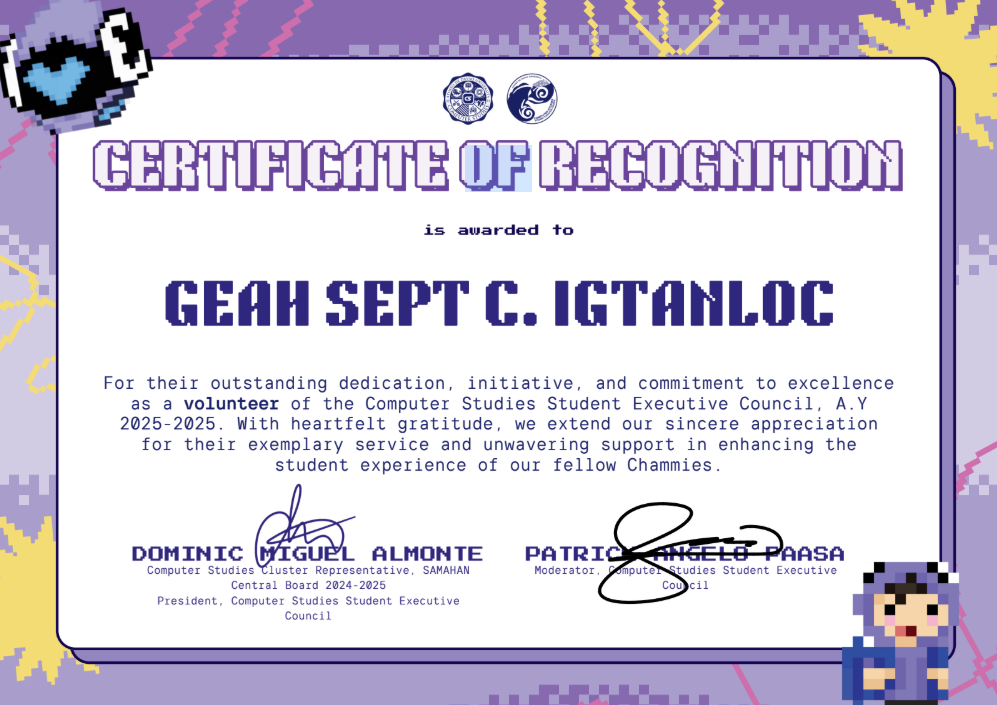 CERTIFICATE OF RECOGNITION
is awarded to
GEAH SEPT C. IGTANLOC
For their outstanding dedication, initiative, and commitment to excellence
as a volunteer of the Computer Studies Student Executive Council, A.Y
2025-2025. With heartfelt gratitude, we extend our sincere appreciation
for their exemplary service and unwavering support in enhancing the
student experience of our fellow Chammies.
DOMINIC MIGUEL ALMONTE
Computer Studies Cluster Representative, SAMAHAN
Central Board 2024-2025
President, Computer Studies Student Executive
Council
PATRICK ANGELO PAASA
Moderator, Computer Studies Student Executive
Council